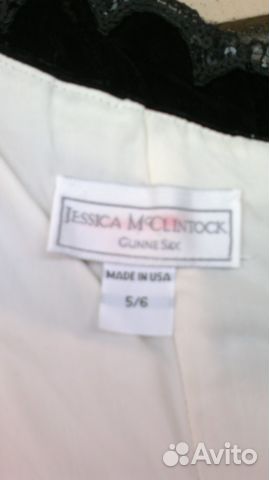 JESSICA MCCLINTOCK
GUNNE SAX
MADE IN USA
5/6
Avito